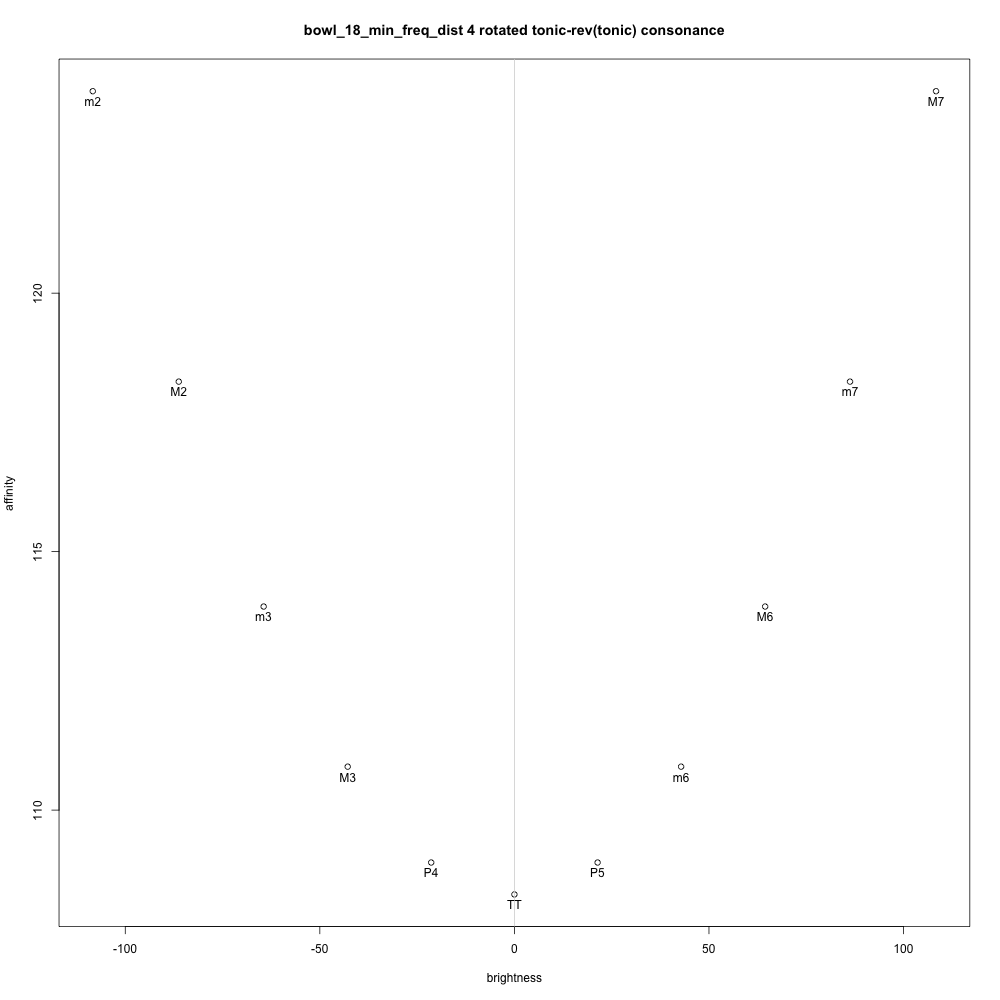 bowl_18_min_freq_dist 4 rotated tonic-rev(tonic) consonance
m2
M7
120
M2
m7
affinity
115
m3
M6
M3
m6
110
P4
P5
TT
-100
-50
0
50
100
brightness